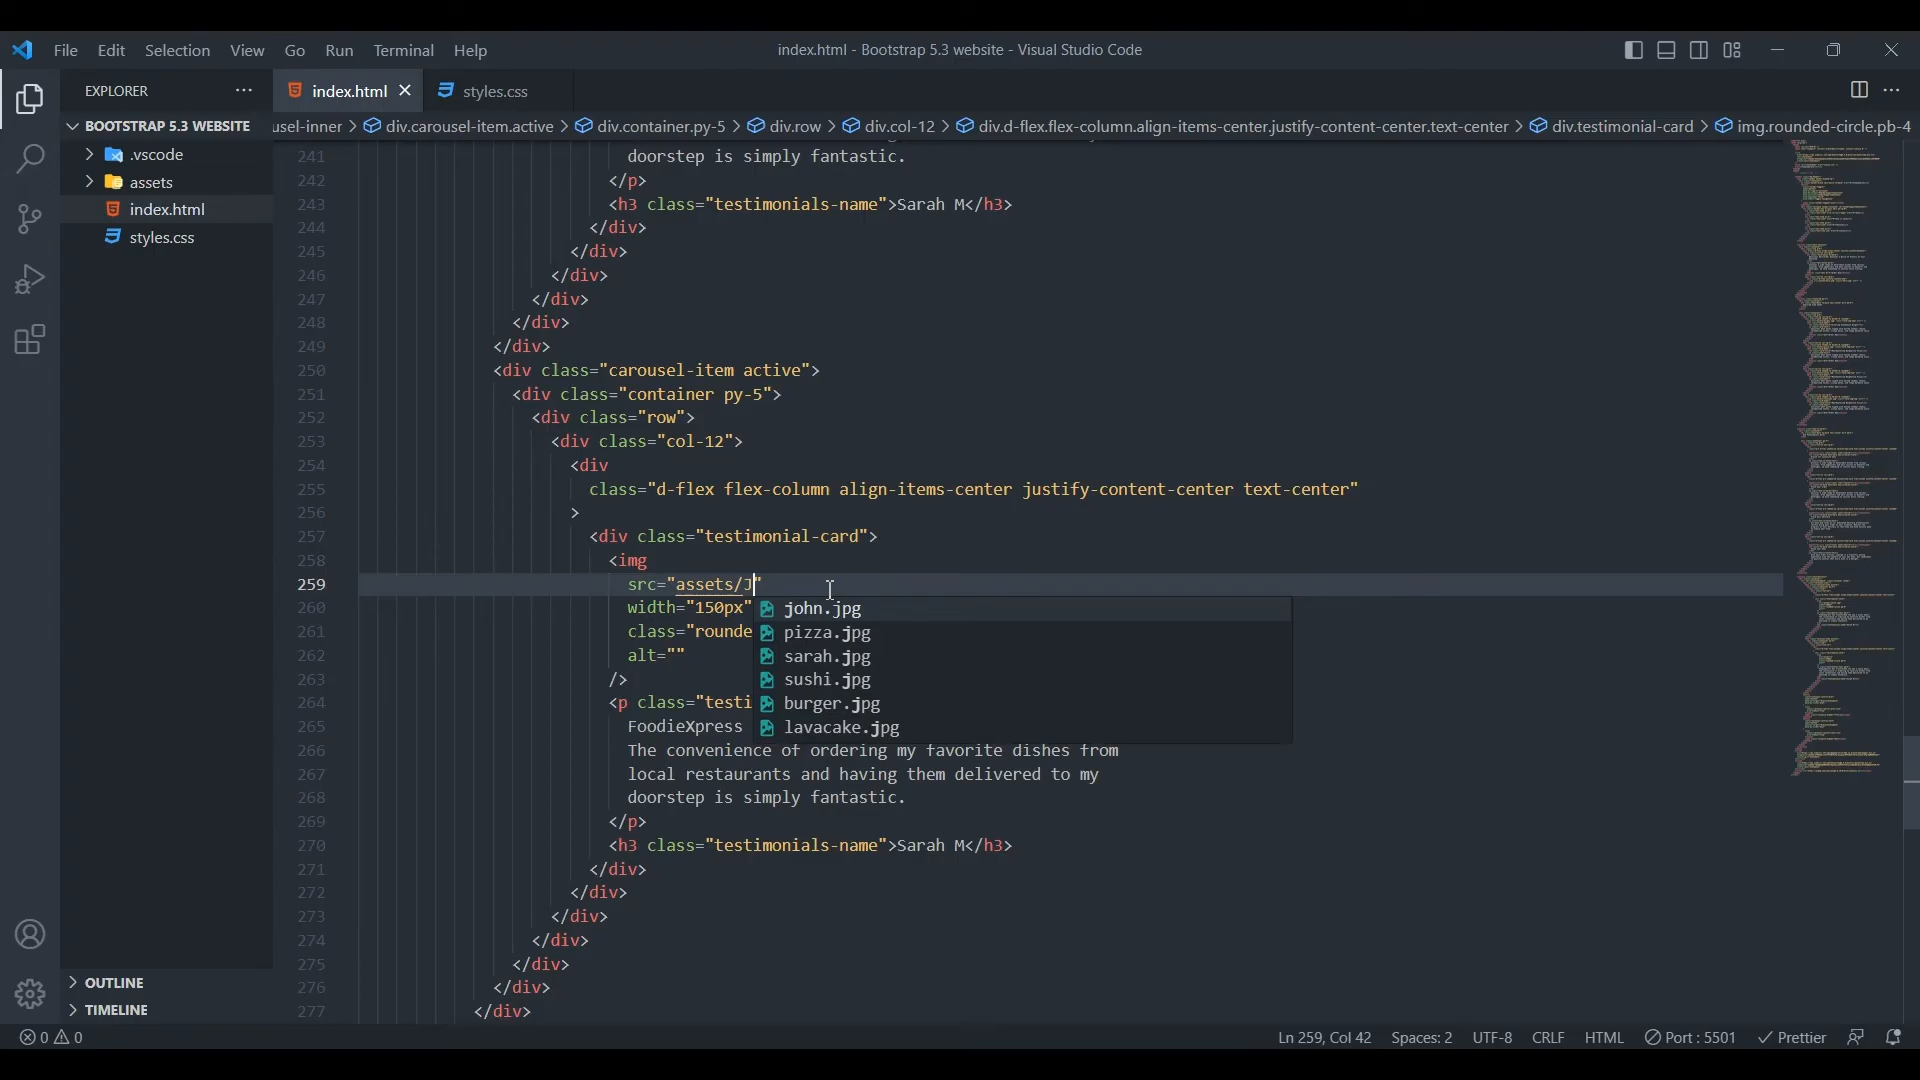 File Edit Selection View Go Run Terminal Help
index.html - Bootstrap 5.3 website - Visual Studio Code
EXPLORER
index.html
styles.css
BOOTSTRAP 5.3 WEBSITE
.vscode
assets
index.html
styles.css
OUTLINE
TIMELINE
usel-inner > div.carousel-item.active > div.container.py-5 > div.row > div.col-12 > div.d-flex.flex-column.align-items-center.justify-content-center.text-center > div.testimonial-card > img.rounded-circle.pb-4
241 doorstep is simply fantastic.
242 </p>
243 <h3 class="testimonials-name">Sarah M</h3>
244 </div>
245 </div>
246 </div>
247 </div>
248 </div>
249 </div>
250 <div class="carousel-item active">
251 <div class="container py-5">
252 <div class="row">
253 <div class="col-12">
254 <div
255 class="d-flex flex-column align-items-center justify-content-center text-center"
256 >
257 <div class="testimonial-card">
258 <img
259 src="assets/J"
260 width="150px"
261 class="rounde
262 alt=""
263 />
264 <p class="testi
265 FoodieXpress
266 The convenience of ordering my favorite dishes from
267 local restaurants and having them delivered to my
268 doorstep is simply fantastic.
269 </p>
270 <h3 class="testimonials-name">Sarah M</h3>
271 </div>
272 </div>
273 </div>
274 </div>
275 </div>
276 </div>
277 </div>
john.jpg
pizza.jpg
sarah.jpg
sushi.jpg
burger.jpg
lavacake.jpg
0 0
Ln 259, Col 42 Spaces: 2 UTF-8 CRLF HTML Port : 5501 Prettier